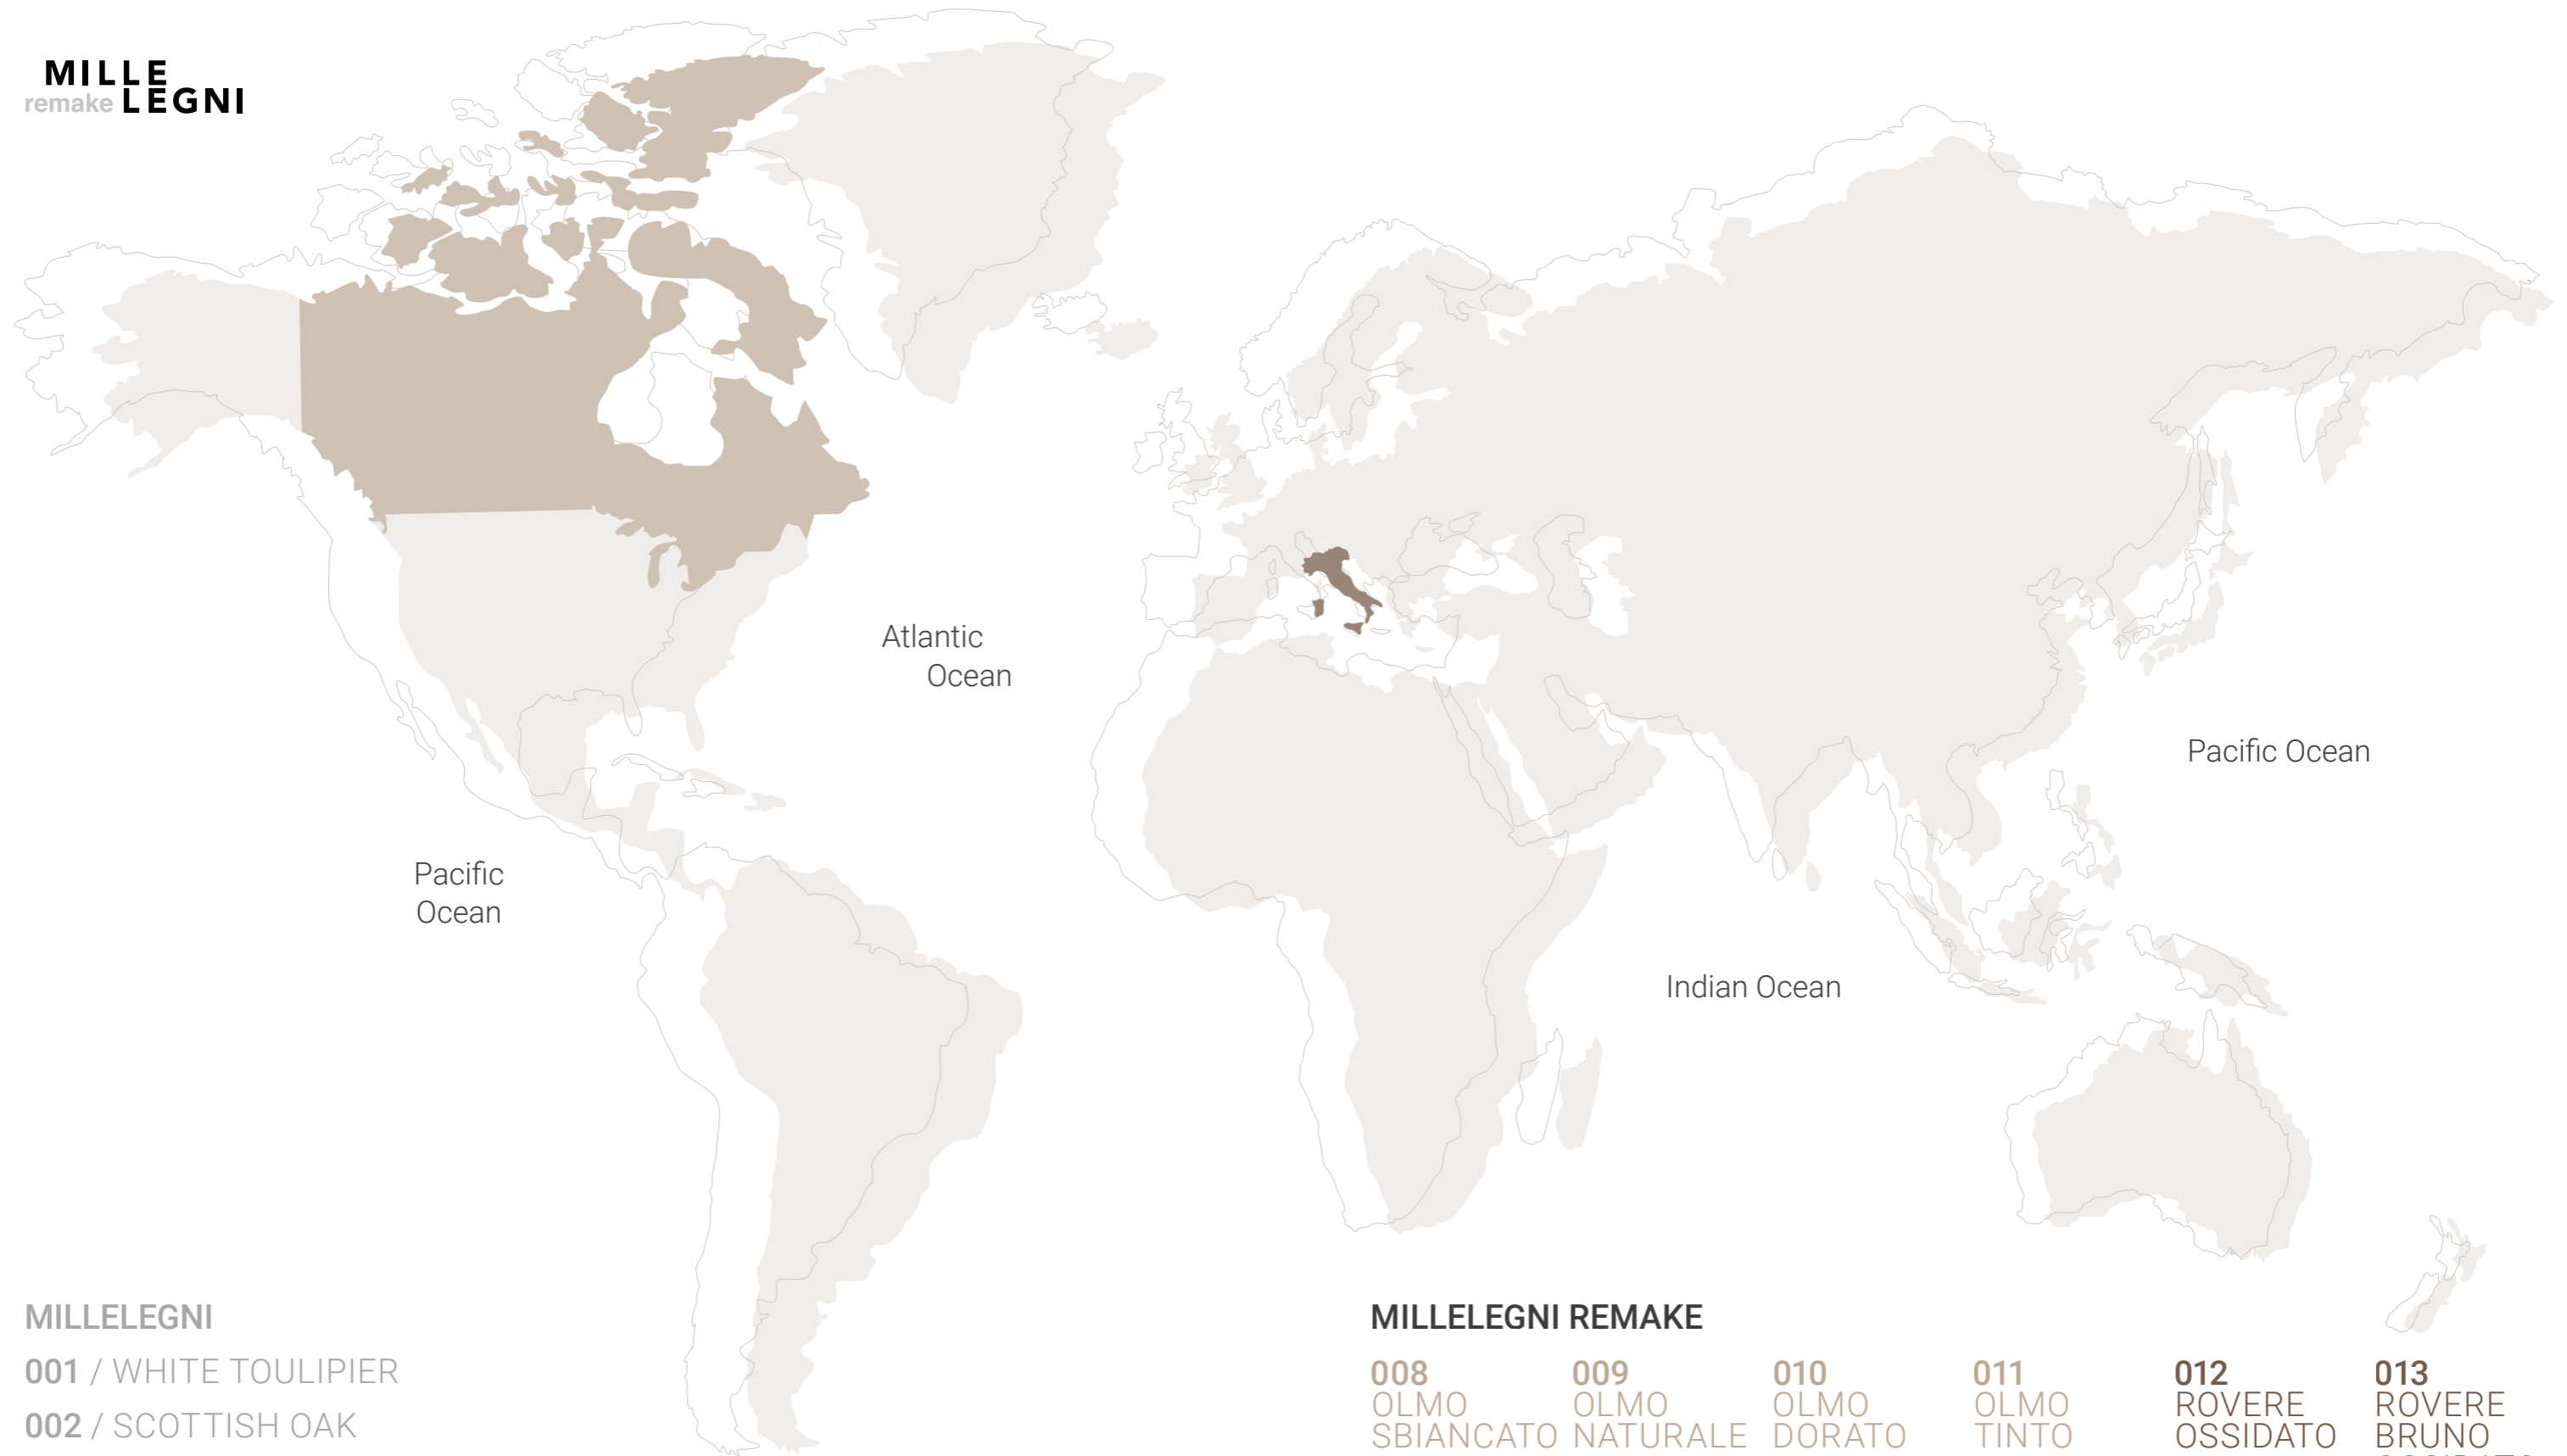 MILLE
remake LEGNI
Atlantic
Ocean
Pacific Ocean
Pacific
Ocean
Indian Ocean
MILLELEGNI
001 / WHITE TOULIPIER
002 / SCOTTISH OAK
MILLELEGNI REMAKE
008
OLMO
SBIANCATO
009
OLMO
NATURALE
010
OLMO
DORATO
011
OLMO
TINTO
012
ROVERE
OSSIDATO
013
ROVERE
BRUNO